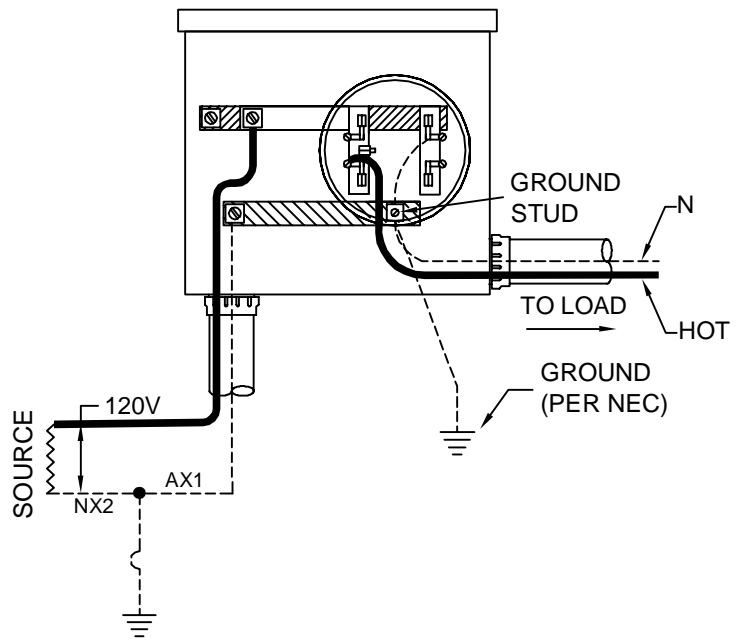 GROUND
STUD
N
TO LOAD
HOT
GROUND
(PER NEC)
120V
SOURCE
AX1
NX2